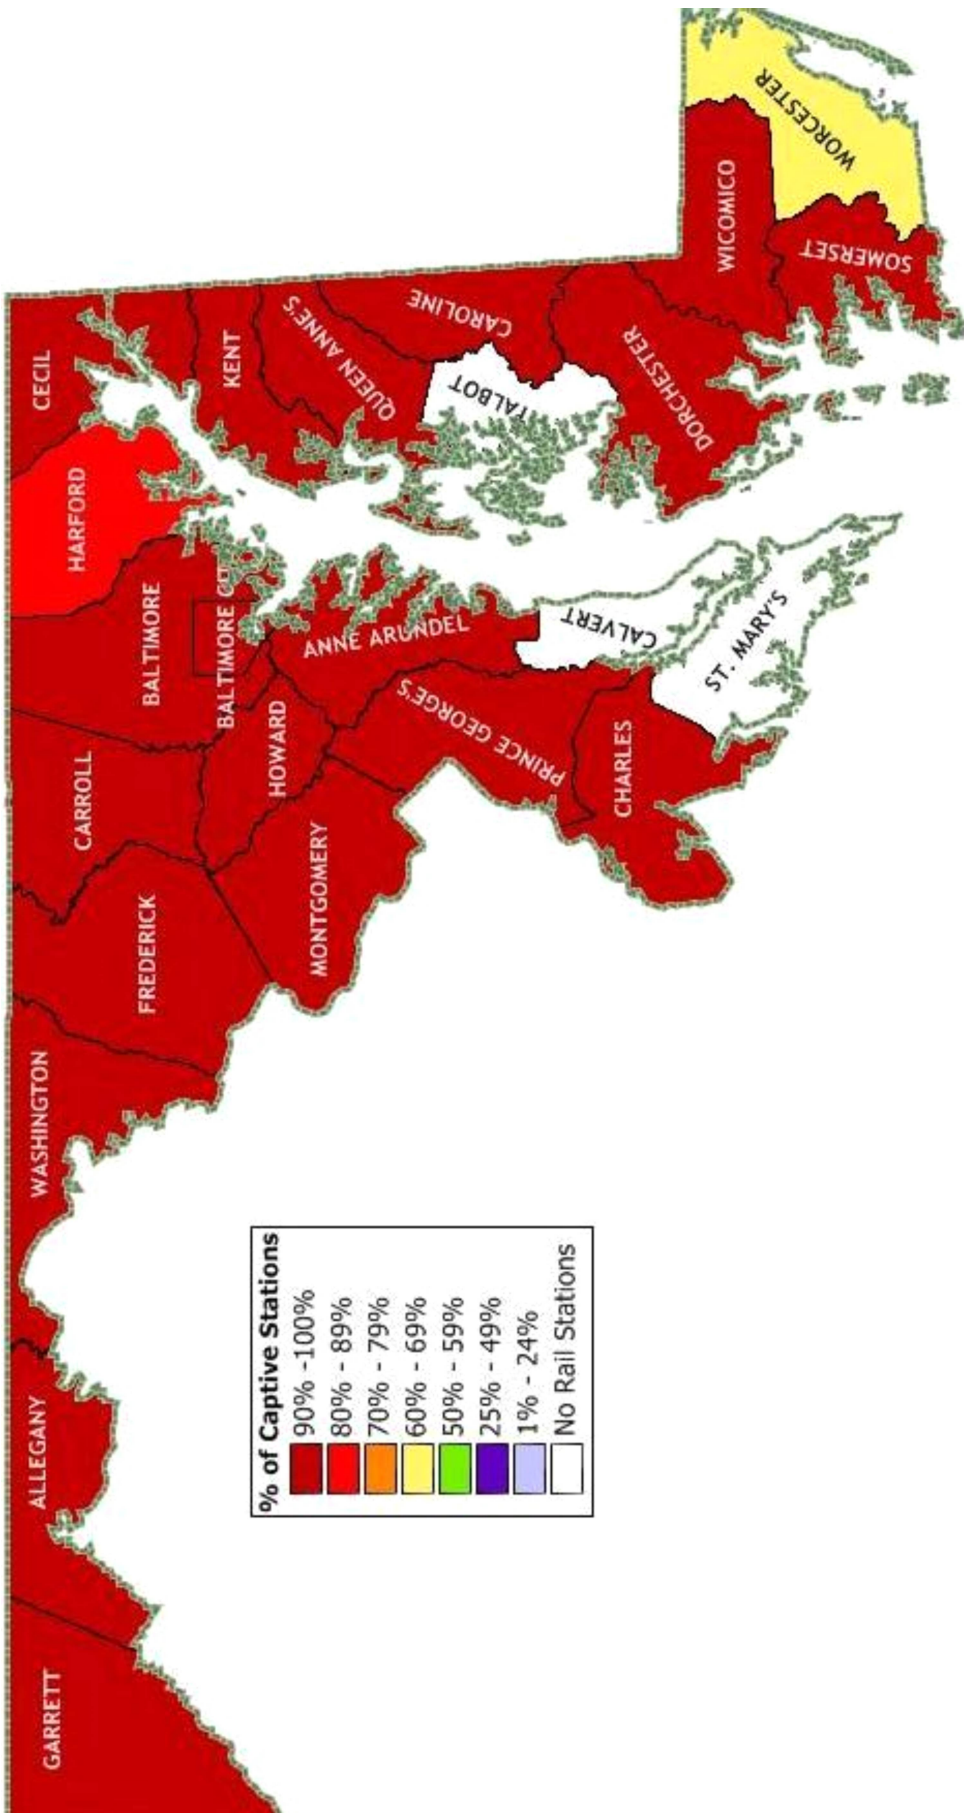 GARRETT
ALLEGANY
WASHINGTON
FREDERICK
CARROLL
BALTIMORE
HARFORD
CECIL
MONTGOMERY
HOWARD
BALTIMORE
KENT
QUEEN ANNE'S
ANNE ARUNDEL
PRINCE GEORGE'S
CAROLINE
TALBOT
CALVERT
CHARLES
ST. MARY'S
DORCHESTER
WICOMICO
SOMERSET
WORCESTER
% of Captive Stations
90% -100%
80% - 89%
70% - 79%
60% - 69%
50% - 59%
25% - 49%
1% - 24%
No Rail Stations